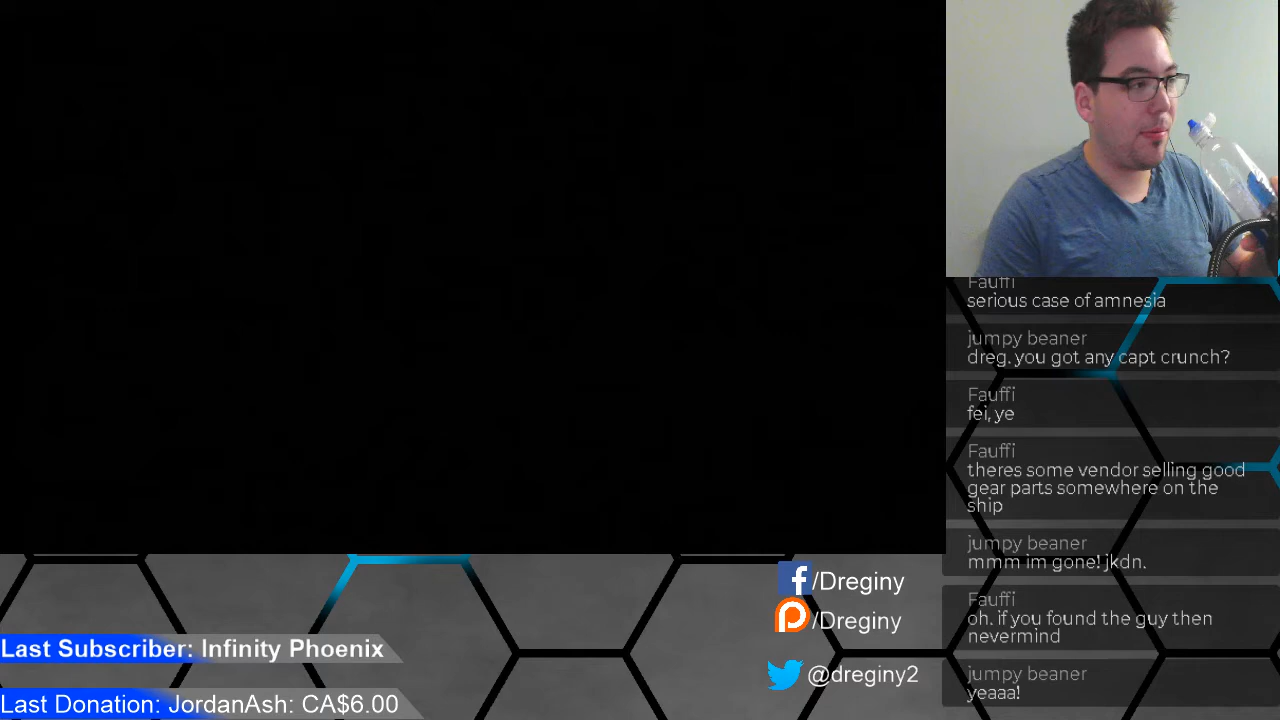 Fauffi
serious case of amnesia
jumpy beaner
dreg. you got any capt crunch?
Fauffi
fei, ye
Fauffi
theres some vendor selling good
gear parts somewhere on the
ship
jumpy beaner
mmm im gone! jkdn.
Fauffi
oh. if you found the guy then
nevermind
jumpy beaner
yeaaa!
f/Dreginy
/Dreginy
@dreginy2
Last Subscriber: Infinity Phoenix
Last Donation: JordanAsh: CA$6.00